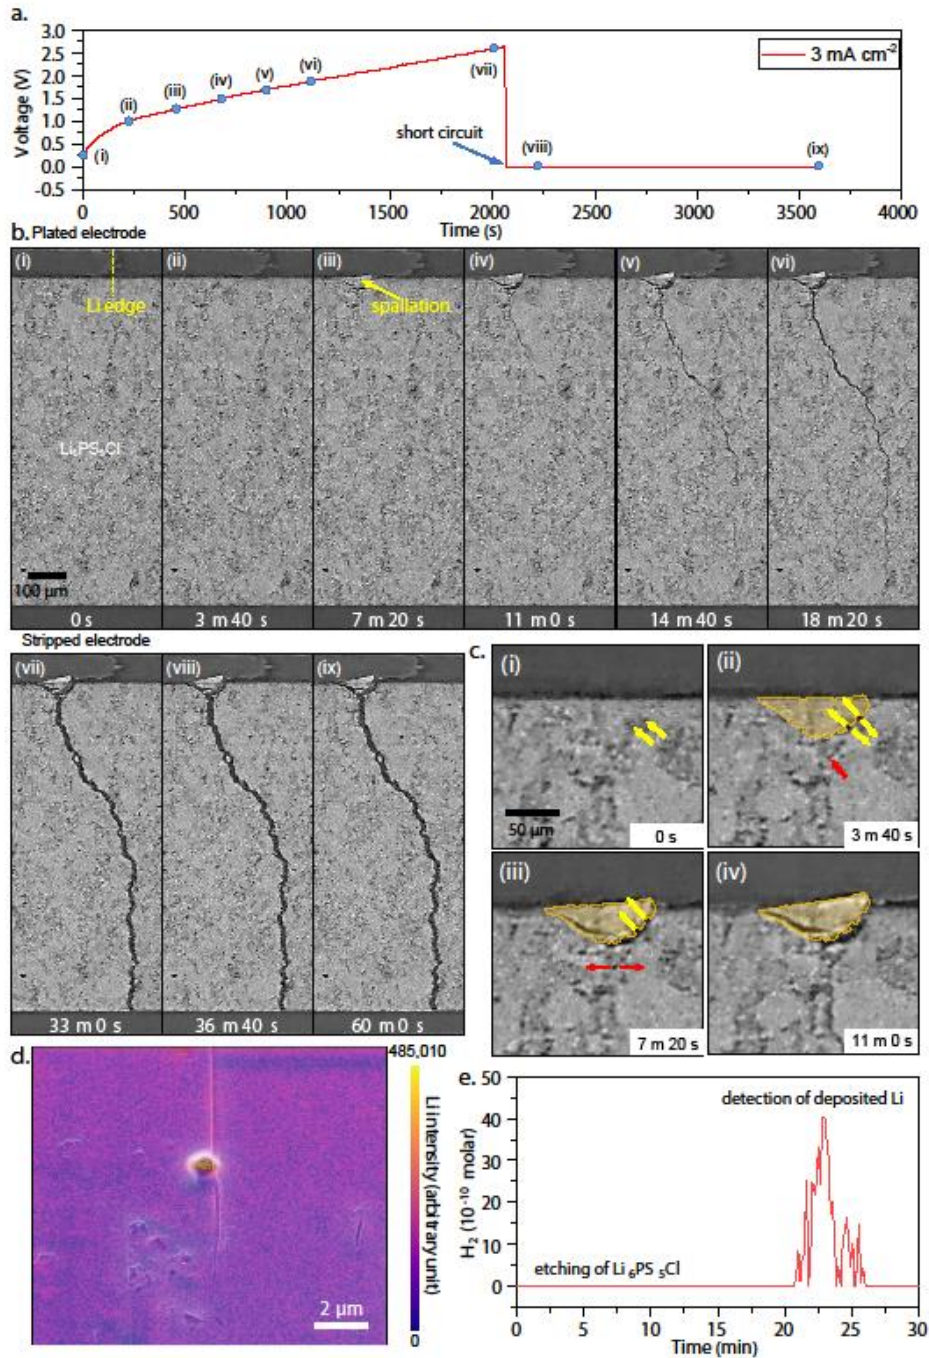 a.
3.0
2.5
2.0
1.5
1.0
0.5
0.0
-0.5
Voltage (V)
(i)
(ii)
(iii)
(iv)
(v)
(vi)
(vii)
3 mA cm⁻²
short circuit
(viii)
(ix)
0 500 1000 1500 2000 2500 3000 3500 4000
Time (s)
b. Plated electrode
(i) (ii) (iii) (iv) (v) (vi)
Li edge
spallation
Li₆PS₅Cl
100 µm
0 s 3 m 40 s 7 m 20 s 11 m 0 s 14 m 40 s 18 m 20 s
Stripped electrode
(vii) (viii) (ix)
33 m 0 s 36 m 40 s 60 m 0 s
c.
(i) (ii)
50 µm
0 s
3 m 40 s
(iii) (iv)
7 m 20 s
11 m 0 s
d.
485,010
Li intensity (arbitrary unit)
0
2 µm
e.
50
40
30
20
10
0
H₂ (10⁻¹⁰ molar)
detection of deposited Li
etching of Li ₆PS ₅Cl
0 5 10 15 20 25 30
Time (min)